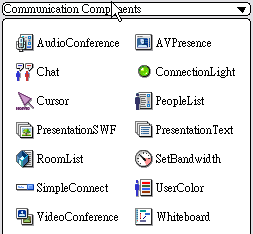 Communication Components
AudioConference AVPresence
Chat ConnectionLight
Cursor PeopleList
PresentationSWF PresentationText
RoomList SetBandwidth
SimpleConnect UserColor
VideoConference Whiteboard